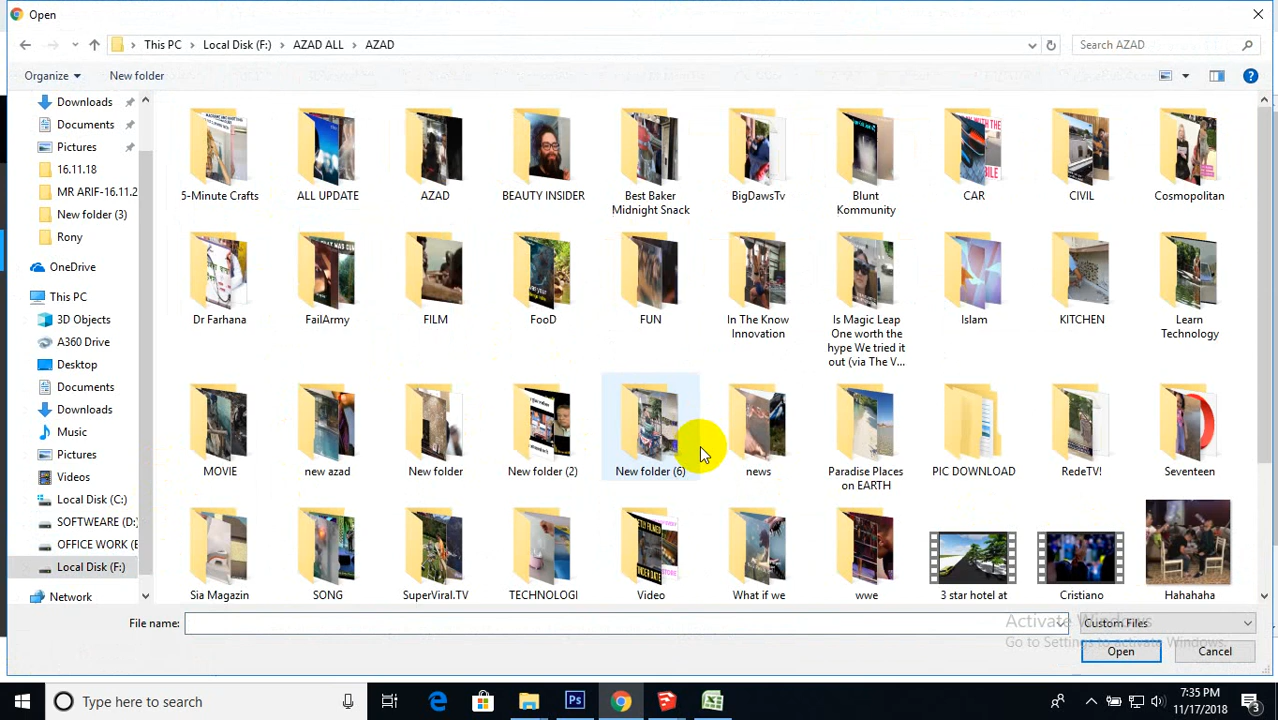 Open
This PC > Local Disk (F:) > AZAD ALL > AZAD
Search AZAD
Organize
New folder
Downloads
Documents
Pictures
16.11.18
MR ARIF-16.11.2
New folder (3)
Rony
OneDrive
This PC
3D Objects
A360 Drive
Desktop
Documents
Downloads
Music
Pictures
Videos
Local Disk (C:)
SOFTWEARE (D:
OFFICE WORK (E
Local Disk (F:)
Network
5-Minute Crafts
ALL UPDATE
AZAD
BEAUTY INSIDER
Best Baker
Midnight Snack
BigDawsTv
Blunt
Kommunity
CAR
CIVIL
Cosmopolitan
Dr Farhana
FailArmy
FILM
FooD
FUN
In The Know
Innovation
Is Magic Leap
One worth the
hype We tried it
out (via The V...
Islam
KITCHEN
Learn
Technology
MOVIE
new azad
New folder
New folder (2)
New folder (6)
news
Paradise Places
on EARTH
PIC DOWNLOAD
RedeTV!
Seventeen
Sia Magazin
SONG
SuperViral.TV
TECHNOLOGI
Video
What if we
wwe
3 star hotel at
Cristiano
Hahahaha
File name:
Custom Files
Activate Windows
Go to Settings to activate Windows.
Open
Cancel
Type here to search
7:35 PM
11/17/2018
3